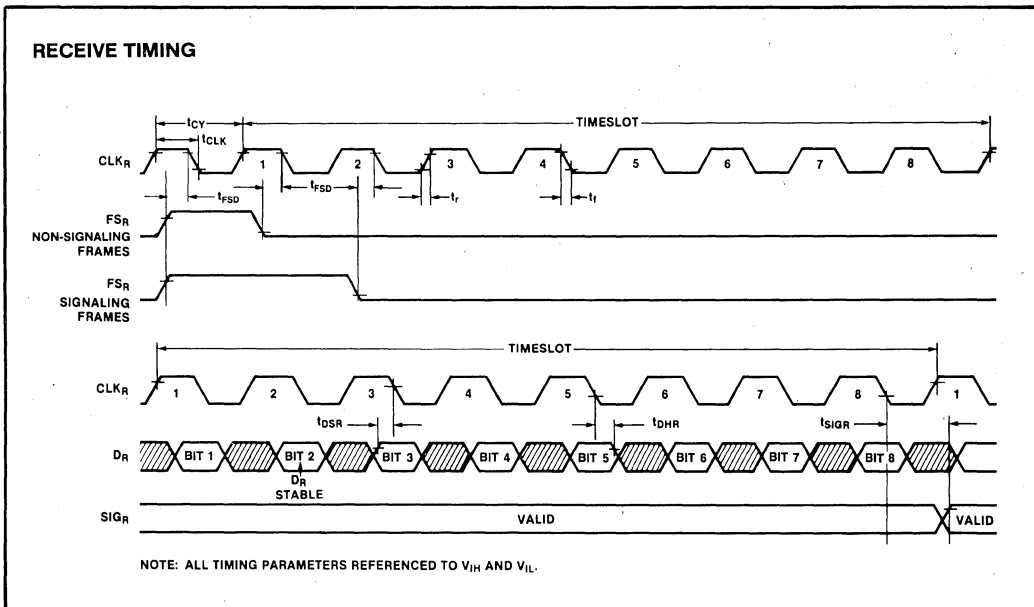 RECEIVE TIMING
tCY
TIMESLOT
tCLK
CLKR
1 2 3 4 5 6 7 8
tFSD
tFSD
tr
tf
FSR
NON-SIGNALING
FRAMES
FSR
SIGNALING
FRAMES
TIMESLOT
CLKR
1 2 3 4 5 6 7 8 1
tDSR
tDHR
tSIGR
DR
BIT 1 BIT 2 BIT 3 BIT 4 BIT 5 BIT 6 BIT 7 BIT 8
DR
STABLE
SIGR
VALID
VALID
NOTE: ALL TIMING PARAMETERS REFERENCED TO VIH AND VIL.